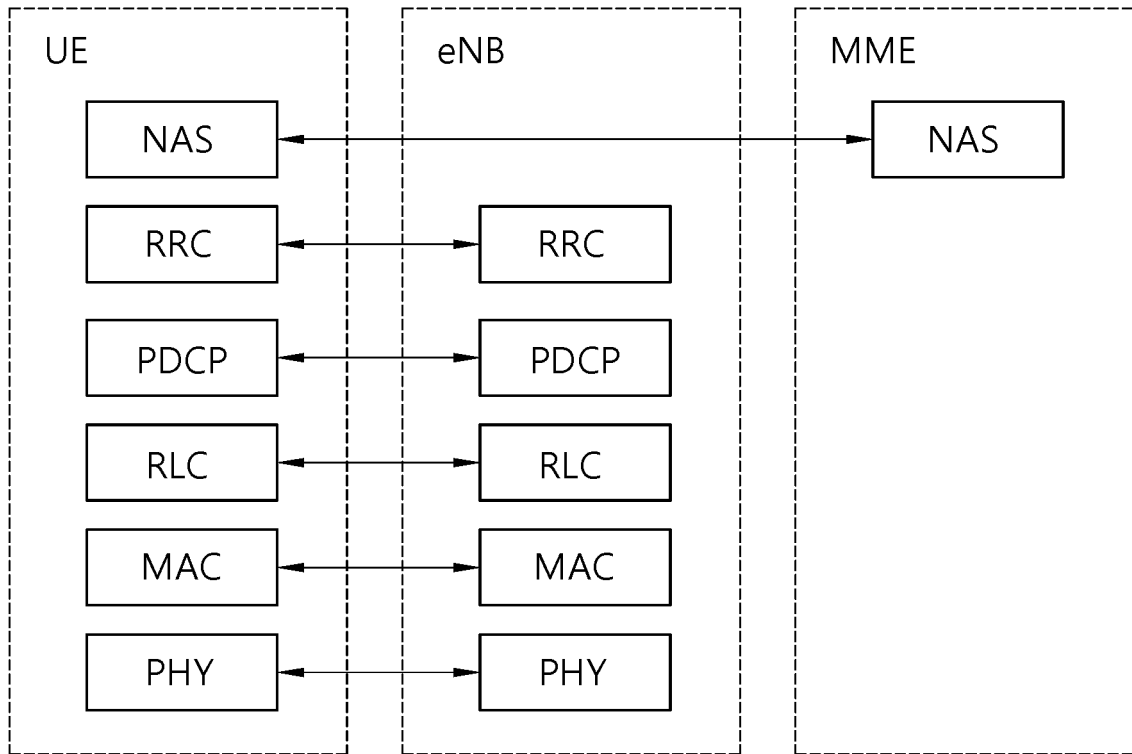 UE eNB MME
NAS NAS
RRC RRC
PDCP PDCP
RLC RLC
MAC MAC
PHY PHY